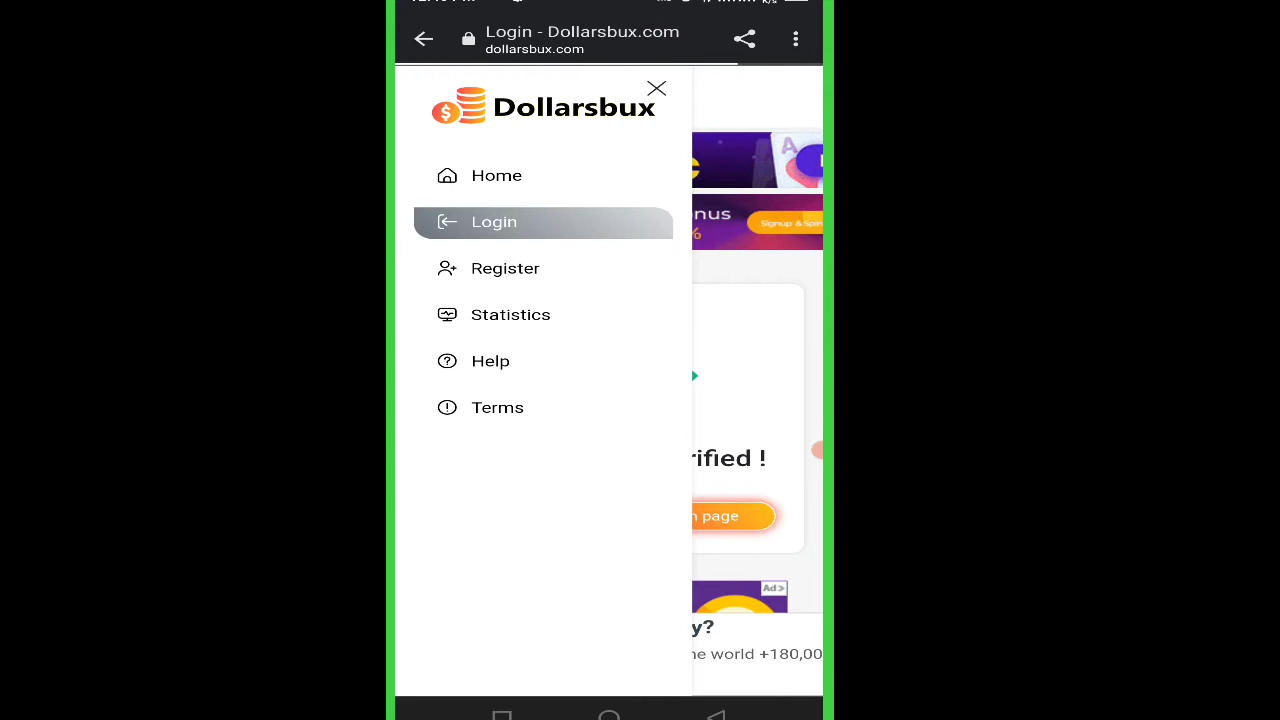 Login - Dollarsbux.com
dollarsbux.com
Dollarsbux
Home
Login
Register
Statistics
Help
Terms
nus
%
Signup & Spin
rified !
n page
Ad
y?
ne world +180,00